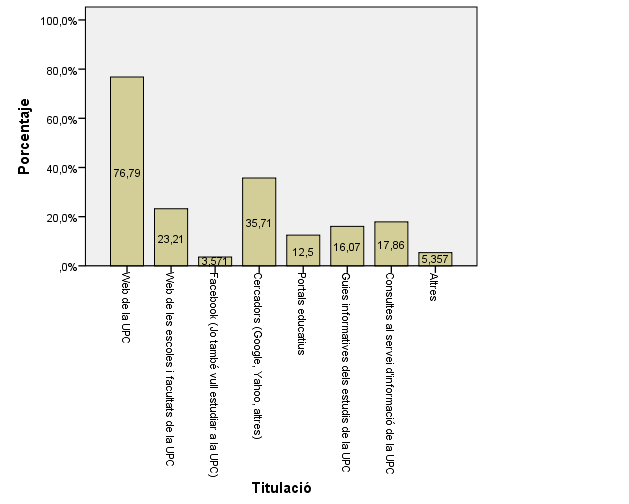 100,0%
80,0%
60,0%
40,0%
20,0%
,0%
Porcentaje
76,79
23,21
3,571
35,71
12,5
16,07
17,86
5,357
Web de la UPC
Web de les escoles i facultats de la UPC
Facebook (Jo també vull estudiar a la UPC)
Cercadors (Google, Yahoo, altres)
Portals educatius
Guies informatives dels estudis de la UPC
Consultes al servei d'informació de la UPC
Altres
Titulació